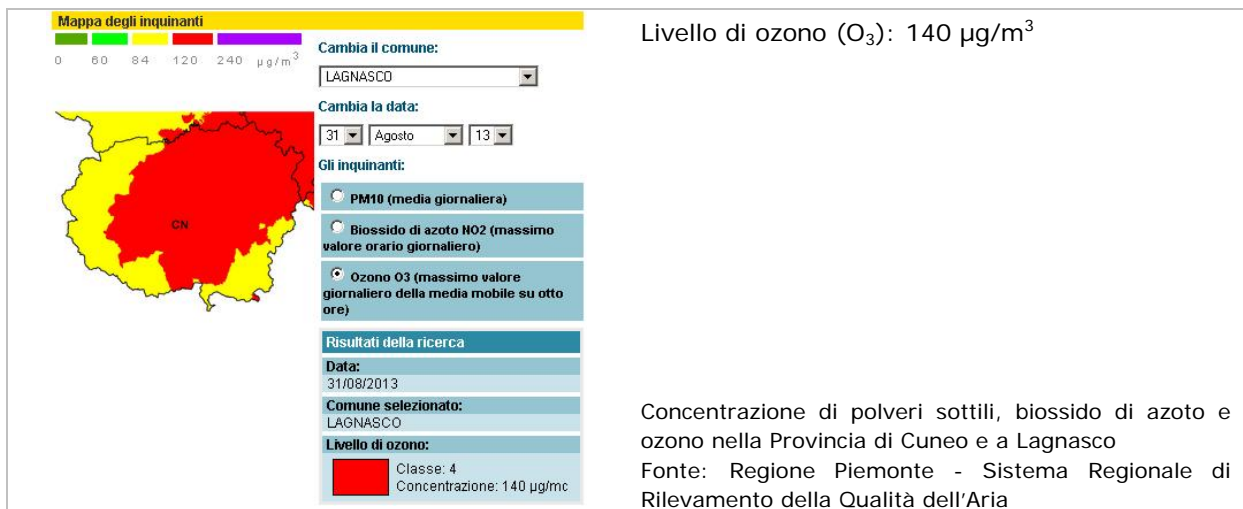 Mappa degli inquinanti
0 60 84 120 240 µg/m³
CN
Cambia il comune:
LAGNASCO
Cambia la data:
31 Agosto 13
Gli inquinanti:
PM10 (media giornaliera)
Biossido di azoto NO2 (massimo
valore orario giornaliero)
Ozono O3 (massimo valore
giornaliero della media mobile su otto
ore)
Risultati della ricerca
Data:
31/08/2013
Comune selezionato:
LAGNASCO
Livello di ozono:
Classe: 4
Concentrazione: 140 µg/mc
Livello di ozono (O₃): 140 µg/m³
Concentrazione di polveri sottili, biossido di azoto e
ozono nella Provincia di Cuneo e a Lagnasco
Fonte: Regione Piemonte - Sistema Regionale di
Rilevamento della Qualità dell'Aria